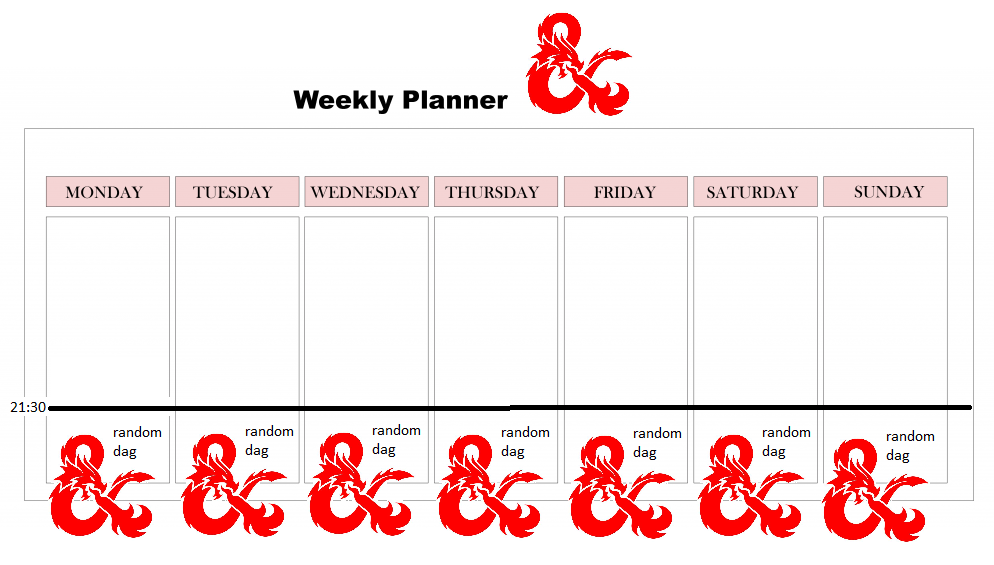 Weekly Planner
MONDAY TUESDAY WEDNESDAY THURSDAY FRIDAY SATURDAY SUNDAY
21:30
random random random random random random random
dag dag dag dag dag dag dag